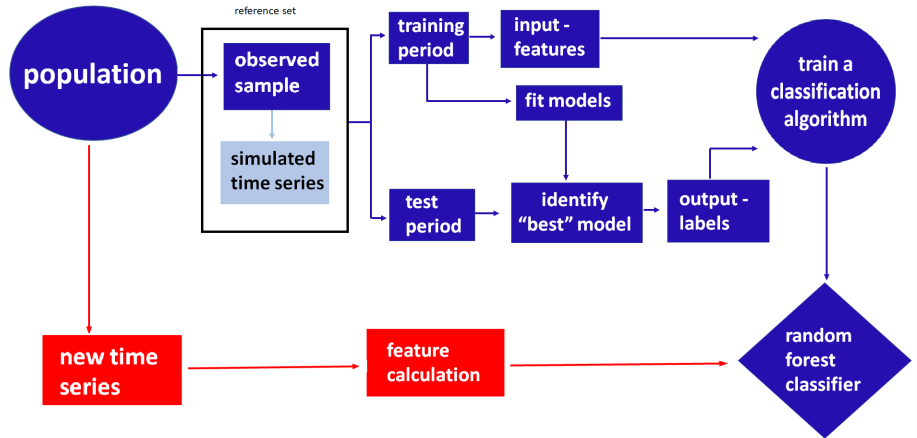 reference set
population
observed
sample
simulated
time series
training
period
input -
features
fit models
test
period
identify
“best” model
output -
labels
train a
classification
algorithm
new time
series
feature
calculation
random
forest
classifier